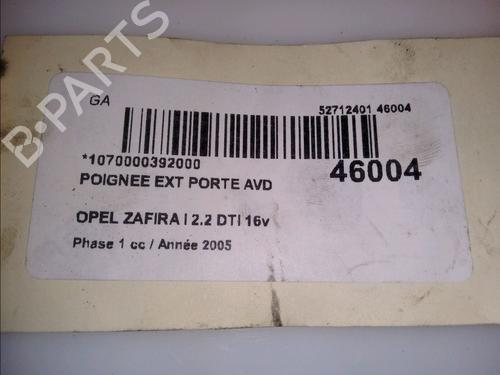 B-PARTS
GA
52712401 46004
*1070000392000
46004
POIGNEE EXT PORTE AVD
OPEL ZAFIRA I 2.2 DTI 16v
Phase 1 cc / Année 2005